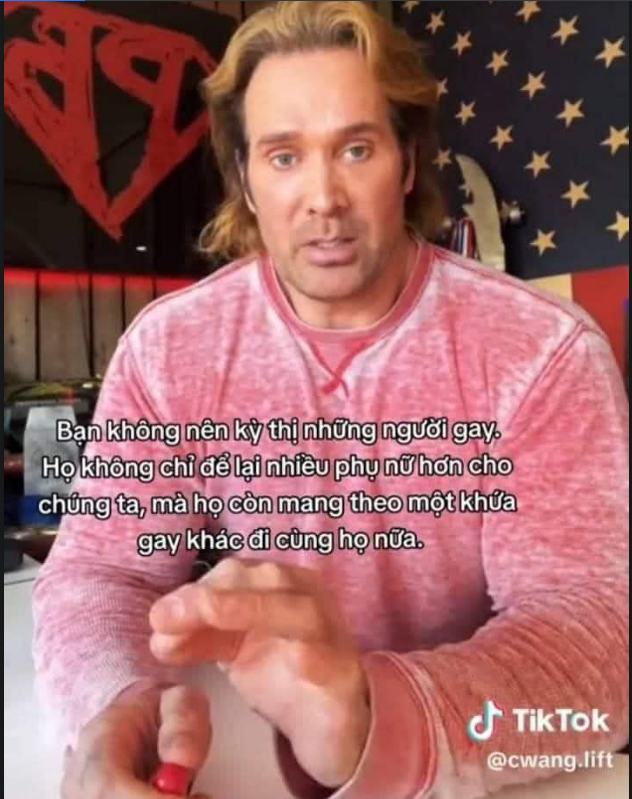 Bạn không nên kỳ thị những người gay.
Họ không chỉ để lại nhiều phụ nữ hơn cho
chúng ta, mà họ còn mang theo một khứa
gay khác đi cùng họ nữa.
TikTok
@cwang.lift